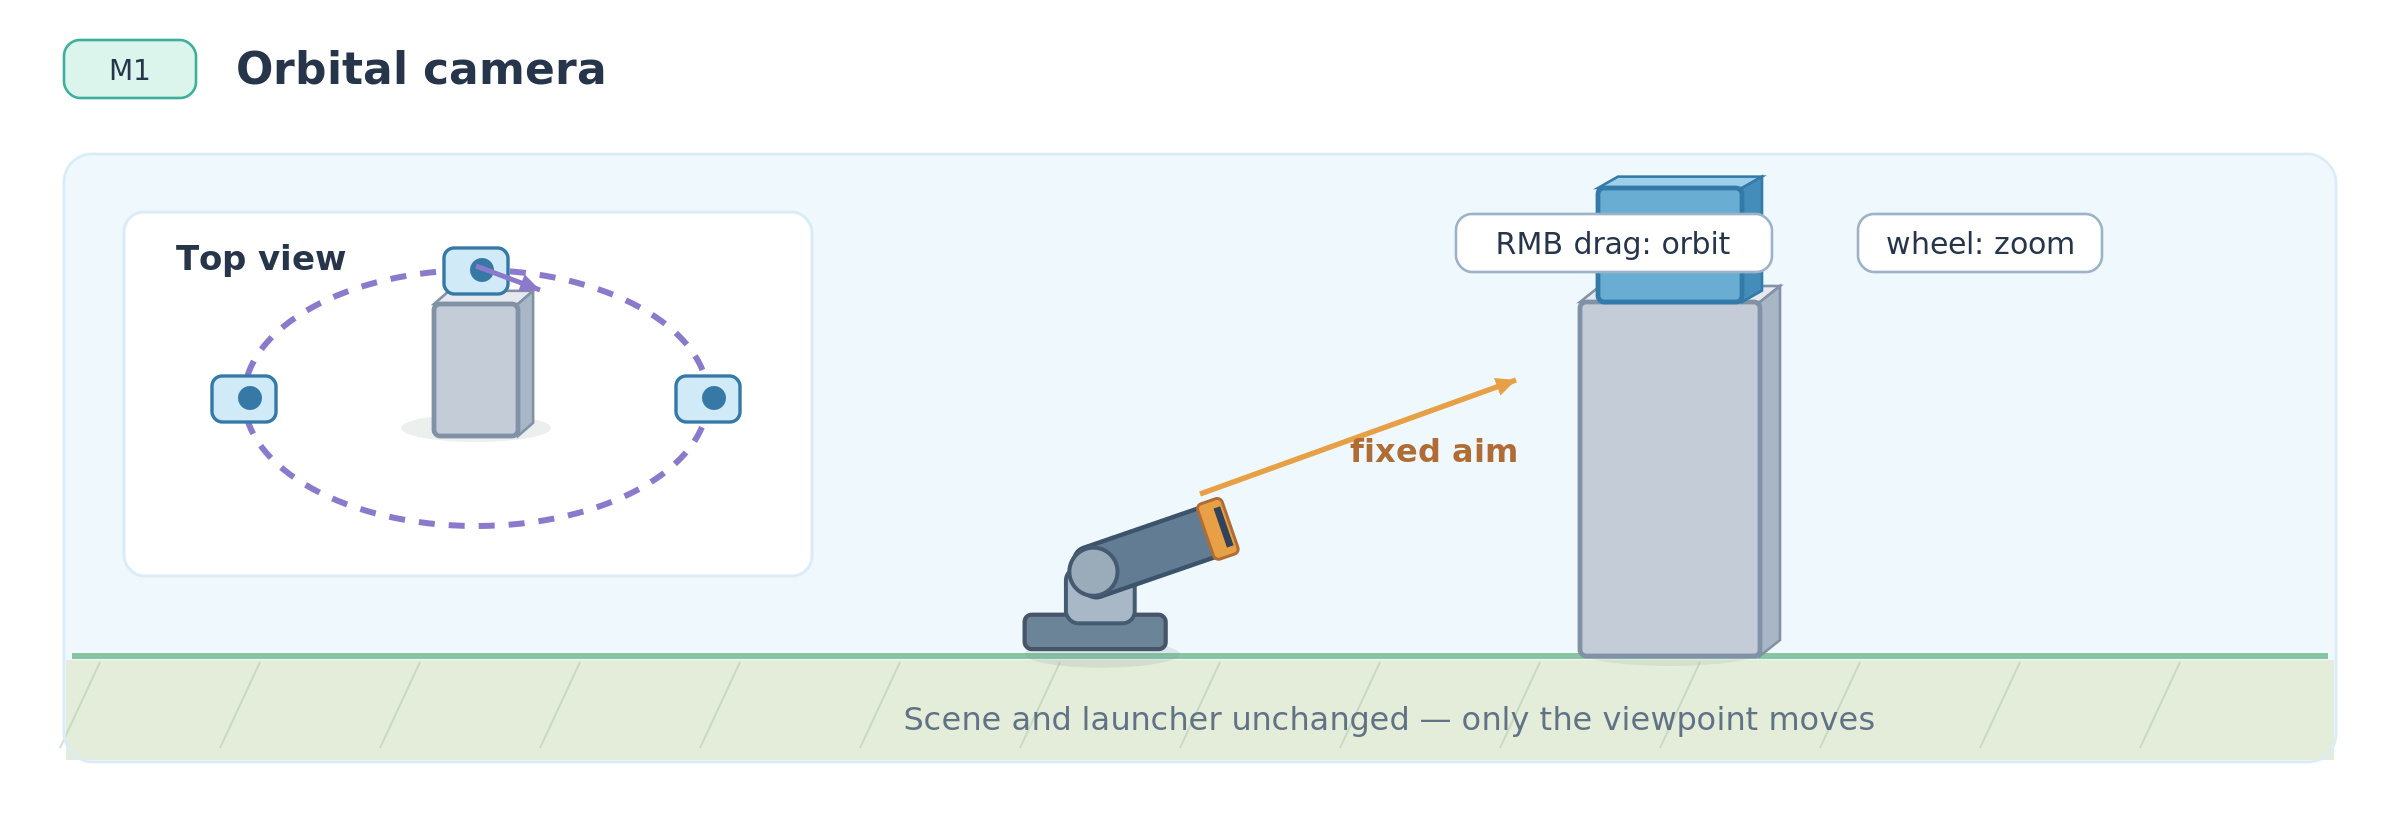 M1
Orbital camera
Top view
RMB drag: orbit
wheel: zoom
fixed aim
Scene and launcher unchanged — only the viewpoint moves